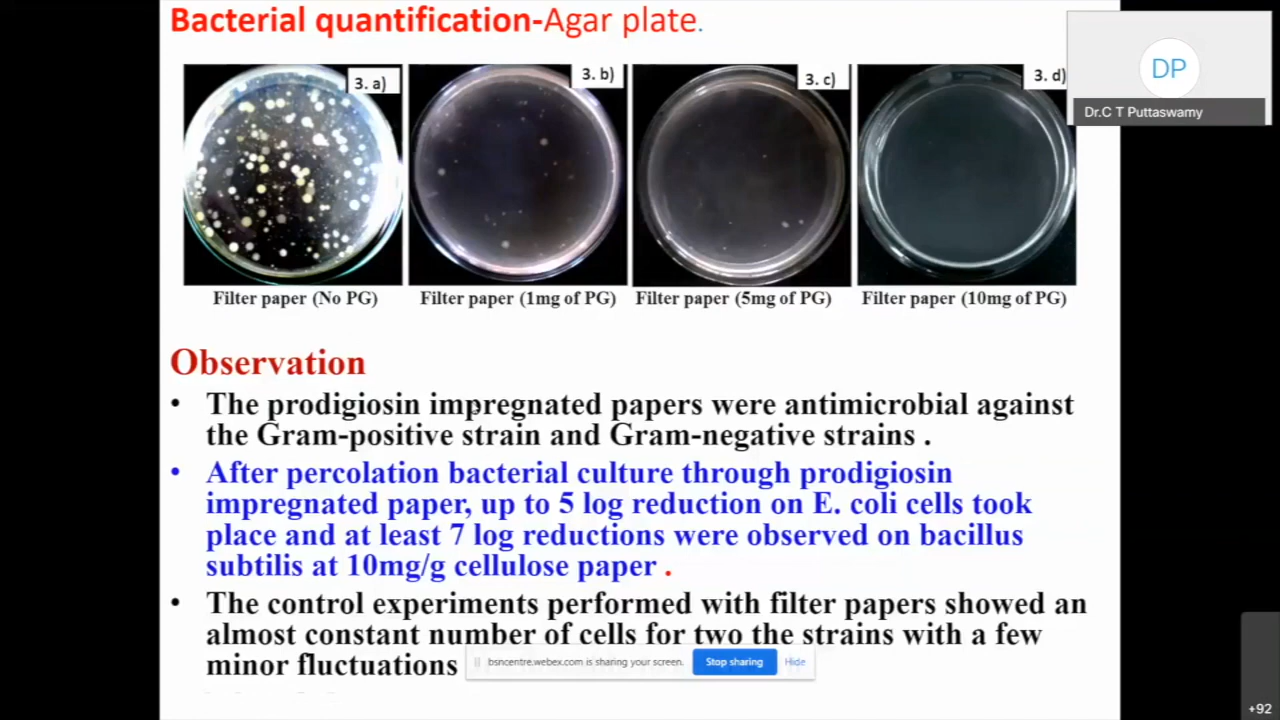 Bacterial quantification-Agar plate.
3. a)
3. b)
3. c)
3. d)
DP
Dr.C T Puttaswamy
Filter paper (No PG)
Filter paper (1mg of PG)
Filter paper (5mg of PG)
Filter paper (10mg of PG)
Observation
• The prodigiosin impregnated papers were antimicrobial against
the Gram-positive strain and Gram-negative strains .
• After percolation bacterial culture through prodigiosin
impregnated paper, up to 5 log reduction on E. coli cells took
place and at least 7 log reductions were observed on bacillus
subtilis at 10mg/g cellulose paper .
• The control experiments performed with filter papers showed an
almost constant number of cells for two the strains with a few
minor fluctuations
bsncentre.webex.com is sharing your screen.
Stop sharing
Hide
+92